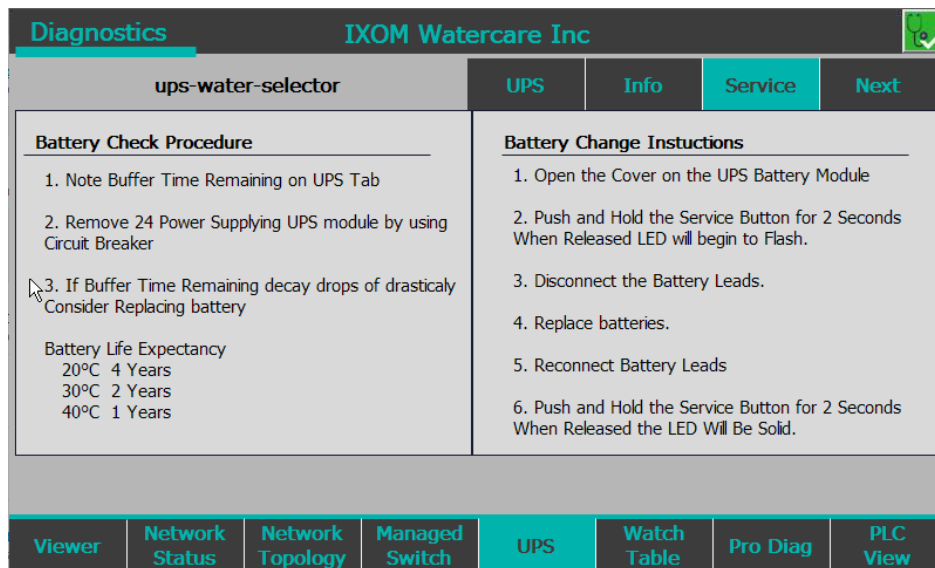 Diagnostics
IXOM Watercare Inc
ups-water-selector
UPS
Info
Service
Next
Battery Check Procedure
1. Note Buffer Time Remaining on UPS Tab
2. Remove 24 Power Supplying UPS module by using
Circuit Breaker
3. If Buffer Time Remaining decay drops of drasticaly
Consider Replacing battery
Battery Life Expectancy
20ºC 4 Years
30ºC 2 Years
40ºC 1 Years
Battery Change Instuctions
1. Open the Cover on the UPS Battery Module
2. Push and Hold the Service Button for 2 Seconds
When Released LED will begin to Flash.
3. Disconnect the Battery Leads.
4. Replace batteries.
5. Reconnect Battery Leads
6. Push and Hold the Service Button for 2 Seconds
When Released the LED Will Be Solid.
Viewer
Network
Status
Network
Topology
Managed
Switch
UPS
Watch
Table
Pro Diag
PLC
View